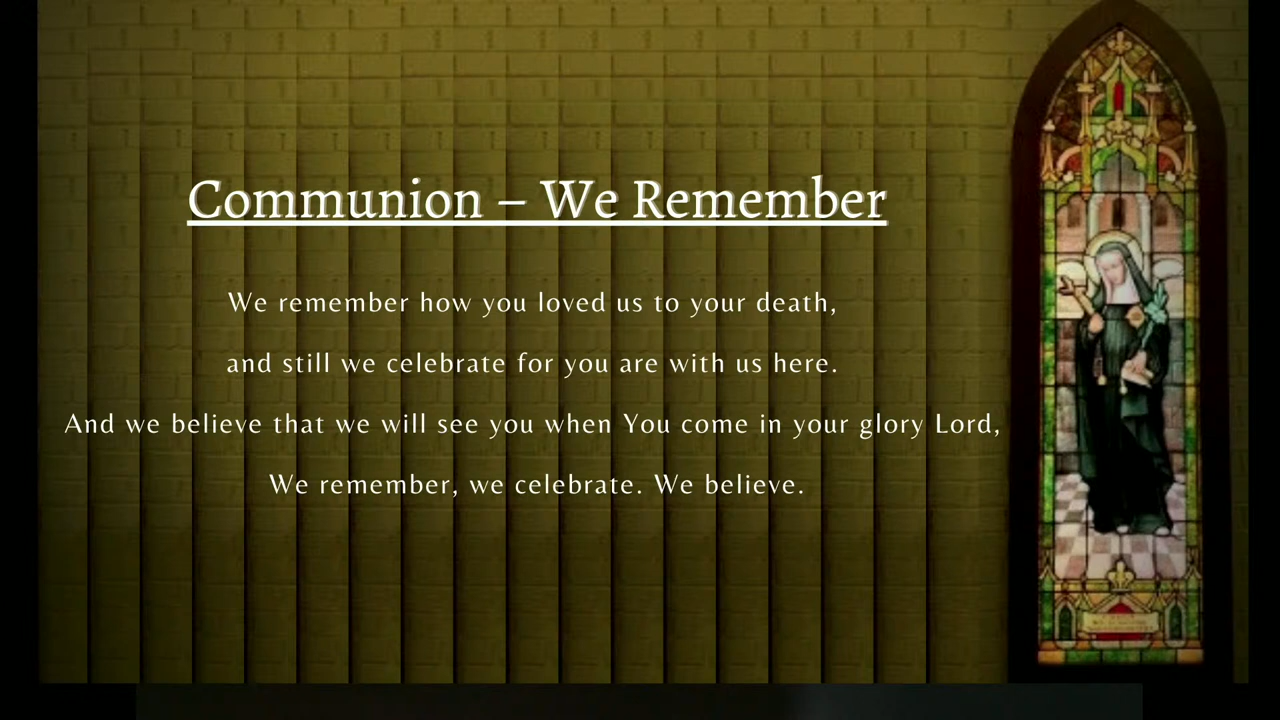 Communion – We Remember
We remember how you loved us to your death,
and still we celebrate for you are with us here.
And we believe that we will see you when You come in your glory Lord,
We remember, we celebrate. We believe.